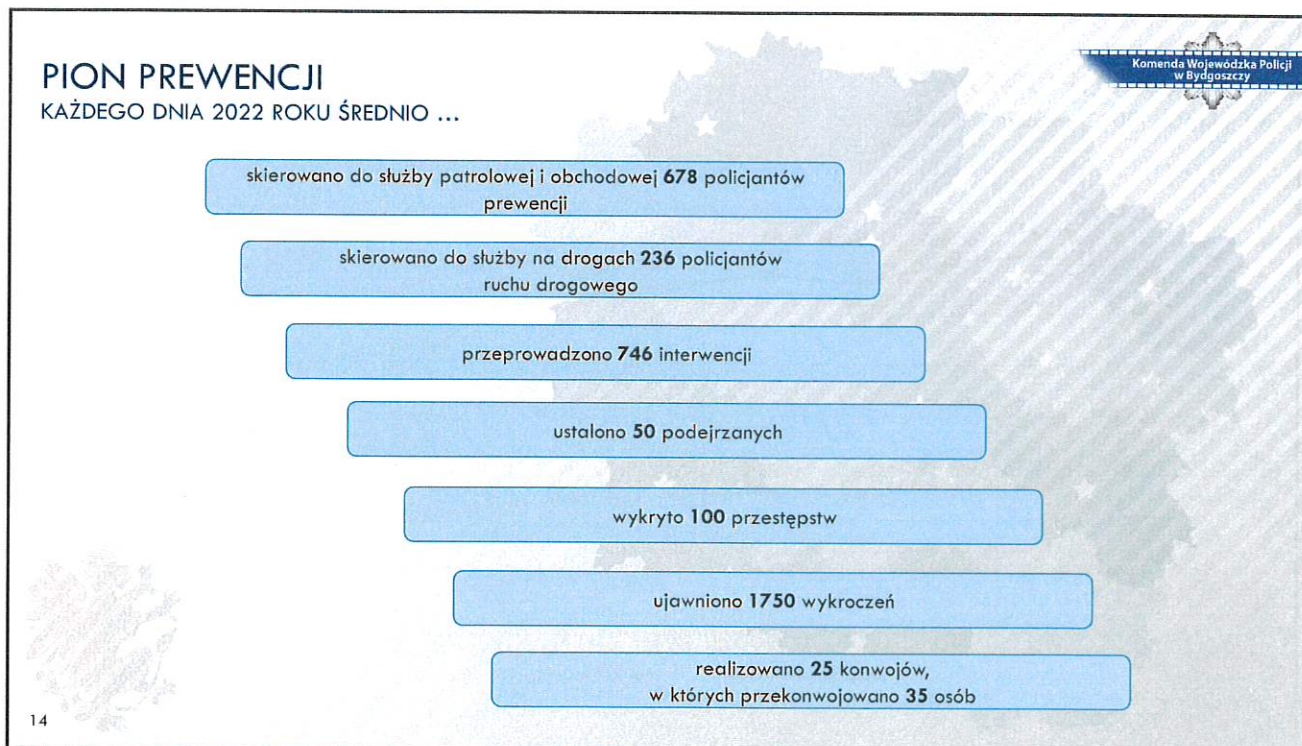 PION PREWENCJI
KAŻDEGO DNIA 2022 ROKU ŚREDNIO ...
Komenda Wojewódzka Policji
w Bydgoszczy
skierowano do służby patrolowej i obchodowej 678 policjantów
prewencji
skierowano do służby na drogach 236 policjantów
ruchu drogowego
przeprowadzono 746 interwencji
ustalono 50 podejrzanych
wykryto 100 przestępstw
ujawniono 1750 wykroczeń
realizowano 25 konwojów,
w których przekonwojowano 35 osób
14